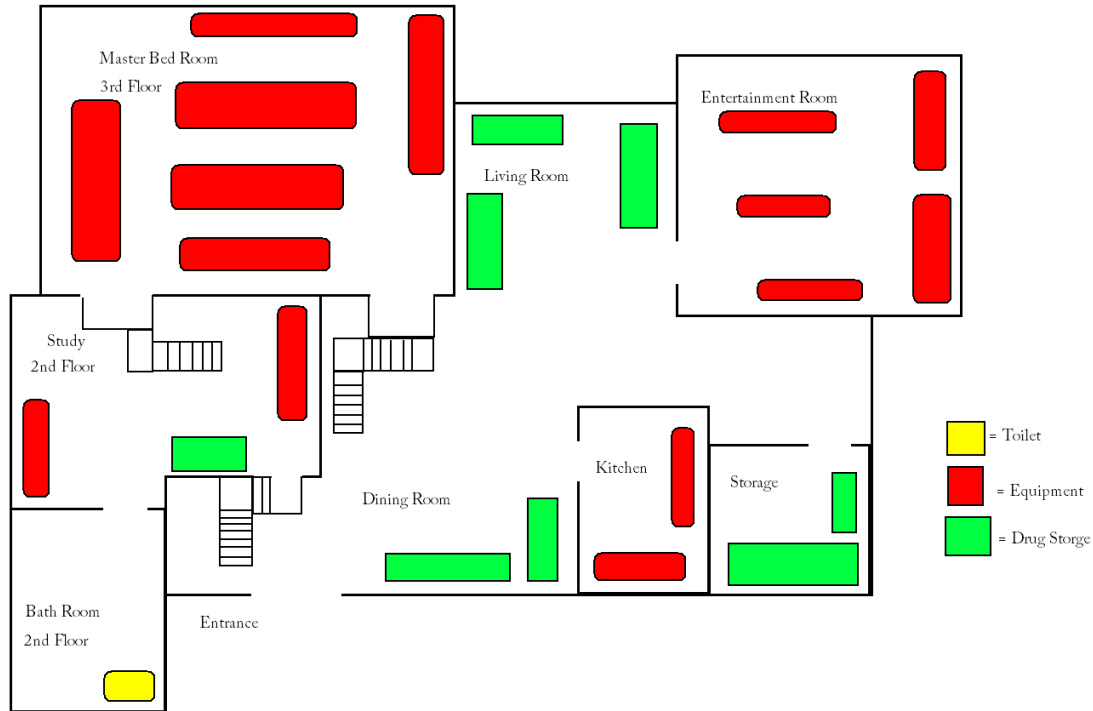 Master Bed Room
3rd Floor
Entertainment Room
Living Room
Study
2nd Floor
Kitchen
Storage
Dining Room
Bath Room
2nd Floor
Entrance
= Toilet
= Equipment
= Drug Storge